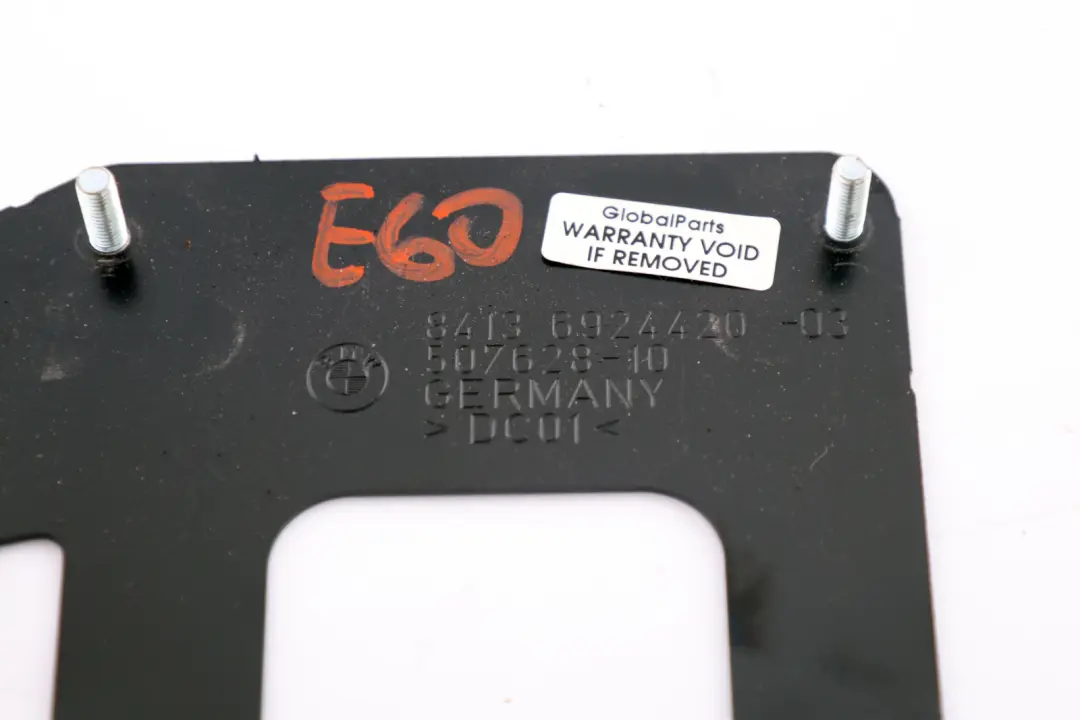 E60
GlobalParts
WARRANTY VOID
IF REMOVED
8413 6924420 -03
507628-10
GERMANY
> DC01 <